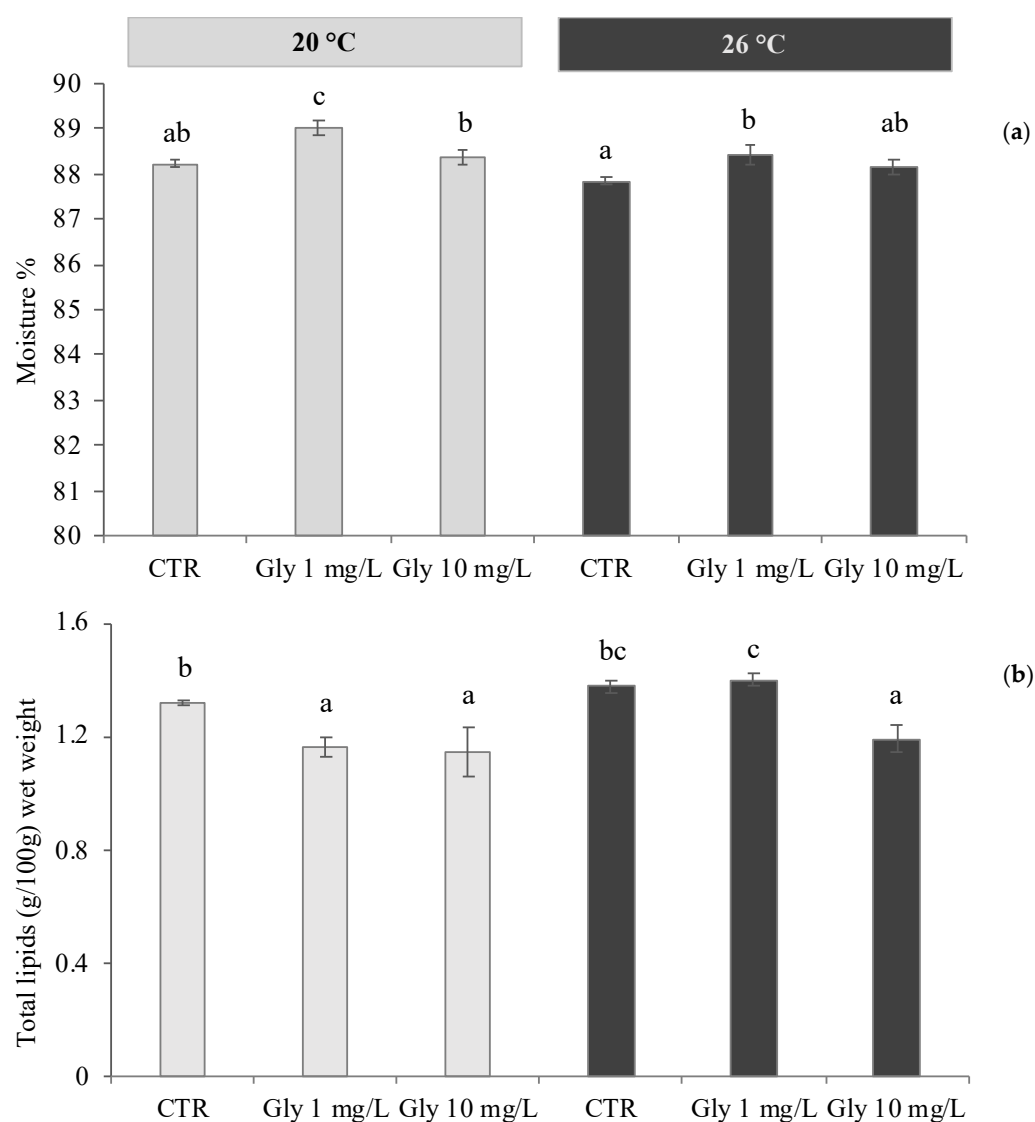 20 °C 26 °C
90
89
88
87
86
85
84
83
82
81
80
Moisture %
ab c b a b ab
(a)
CTR Gly 1 mg/L Gly 10 mg/L CTR Gly 1 mg/L Gly 10 mg/L
1.6
1.2
0.8
0.4
0
Total lipids (g/100g) wet weight
b a a bc c a
(b)
CTR Gly 1 mg/L Gly 10 mg/L CTR Gly 1 mg/L Gly 10 mg/L